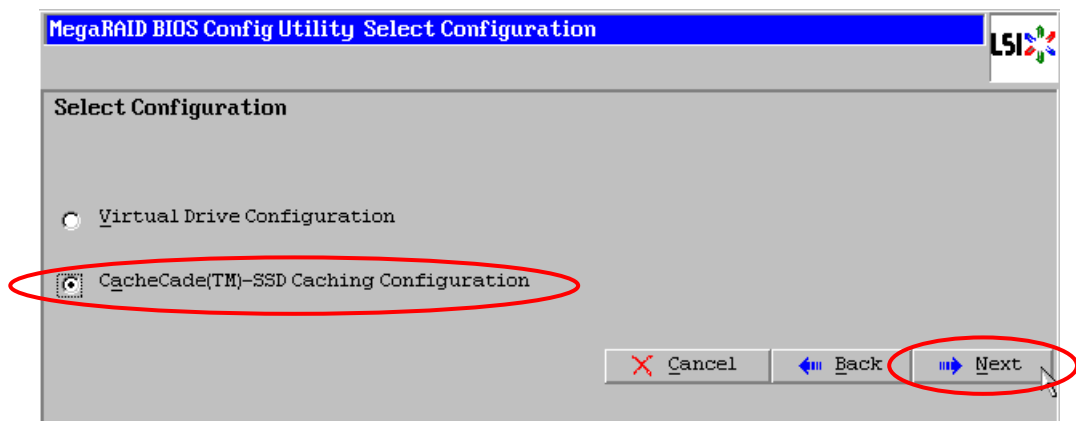 MegaRAID BIOS Config Utility Select Configuration
LSI
Select Configuration
Virtual Drive Configuration
CacheCade(TM)-SSD Caching Configuration
Cancel Back Next